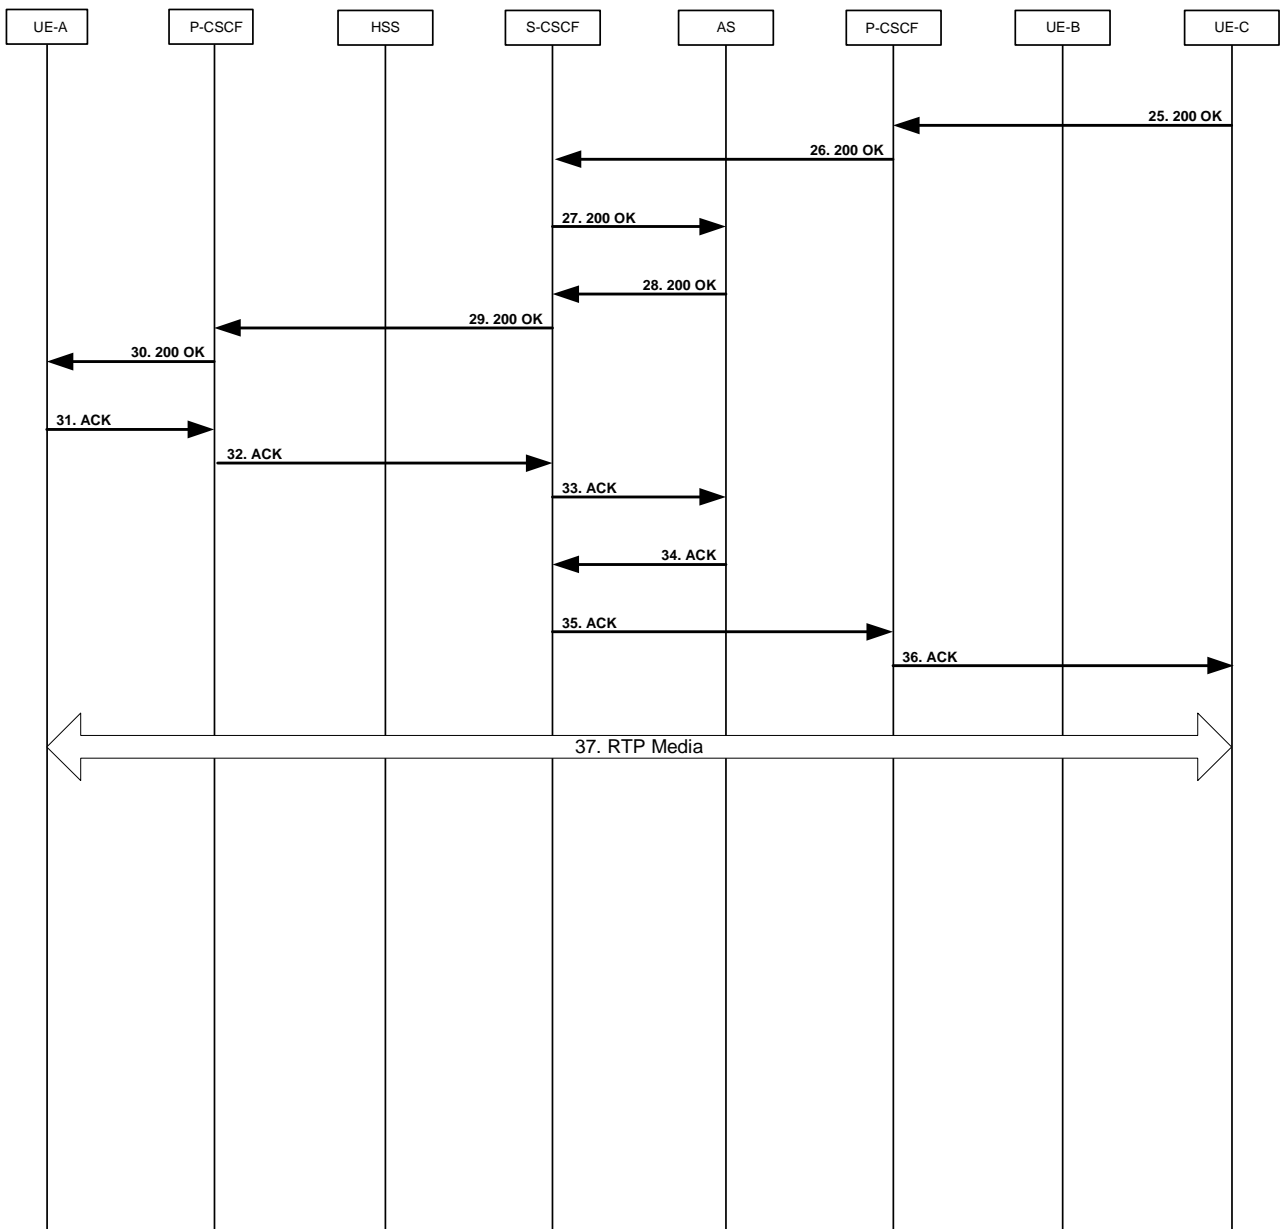 UE-A
P-CSCF
HSS
S-CSCF
AS
P-CSCF
UE-B
UE-C
25. 200 OK
26. 200 OK
27. 200 OK
28. 200 OK
29. 200 OK
30. 200 OK
31. ACK
32. ACK
33. ACK
34. ACK
35. ACK
36. ACK
37. RTP Media